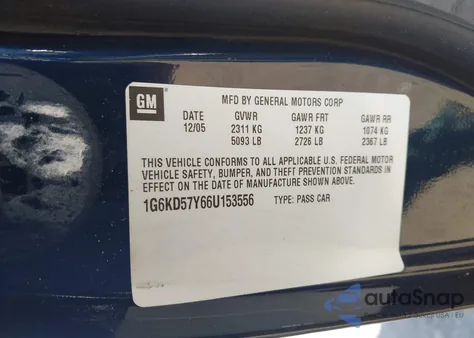 GM
MFD BY GENERAL MOTORS CORP
DATE GVWR GAWR FRT GAWR RR
12/05 2311 KG 1237 KG 1074 KG
5093 LB 2726 LB 2367 LB
THIS VEHICLE CONFORMS TO ALL APPLICABLE U.S. FEDERAL MOTOR
VEHICLE SAFETY, BUMPER, AND THEFT PREVENTION STANDARDS IN
EFFECT ON THE DATE OF MANUFACTURE SHOWN ABOVE.
1G6KD57Y66U153556 TYPE: PASS CAR
autoSnap
USA | EU